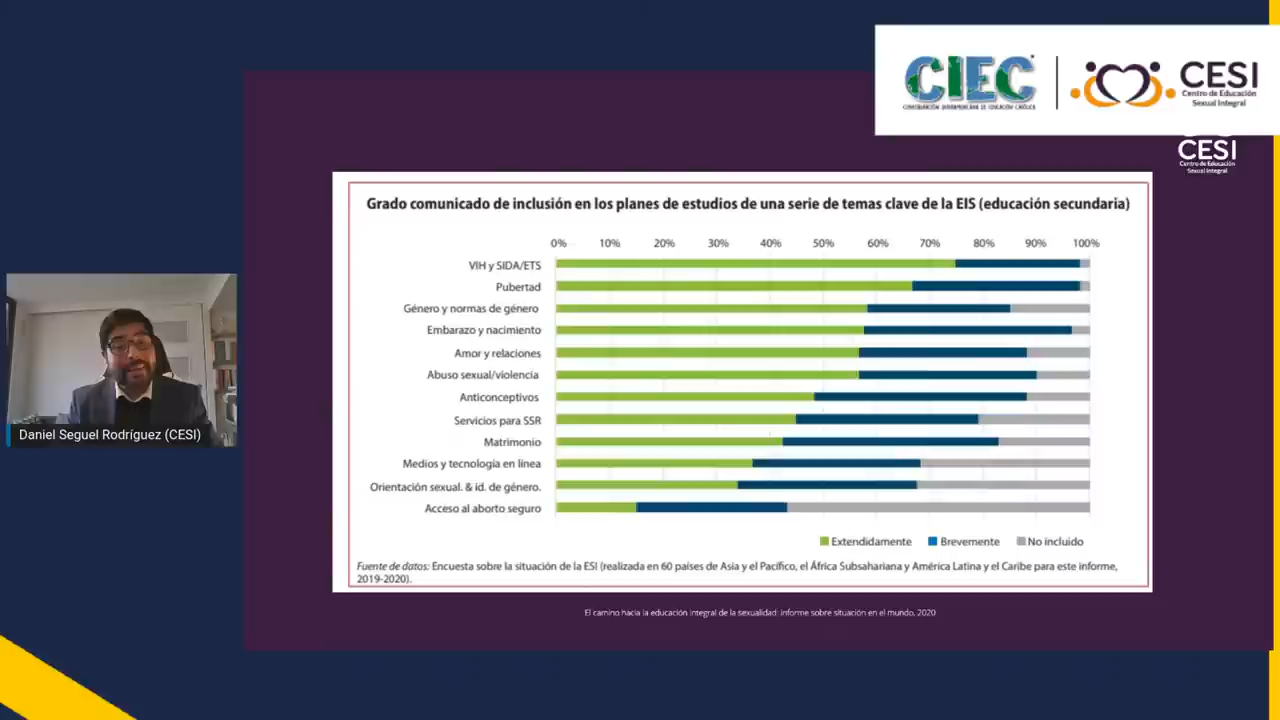 CIEC
CONFEDERACIÓN INTERAMERICANA DE EDUCACIÓN CATÓLICA
CESI
Centro de Educación
Sexual Integral
CESI
Centro de Educación
Sexual Integral
Grado comunicado de inclusión en los planes de estudios de una serie de temas clave de la EIS (educación secundaria)
0% 10% 20% 30% 40% 50% 60% 70% 80% 90% 100%
VIH y SIDA/ETS
Pubertad
Género y normas de género
Embarazo y nacimiento
Amor y relaciones
Abuso sexual/violencia
Anticonceptivos
Servicios para SSR
Matrimonio
Medios y tecnología en línea
Orientación sexual. & id. de género.
Acceso al aborto seguro
Extendidamente Brevemente No incluido
Fuente de datos: Encuesta sobre la situación de la ESI (realizada en 60 países de Asia y el Pacífico, el África Subsahariana y América Latina y el Caribe para este informe,
2019-2020).
El camino hacia la educación integral de la sexualidad: informe sobre situación en el mundo, 2020
Daniel Seguel Rodríguez (CESI)